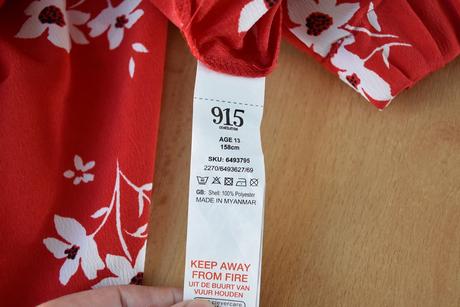 915
GENERATION
AGE 13
158cm
SKU: 6493795
2270/6493627/69
GB: Shell: 100% Polyester
MADE IN MYANMAR
KEEP AWAY
FROM FIRE
UIT DE BUURT VAN
VUUR HOUDEN
clevercare